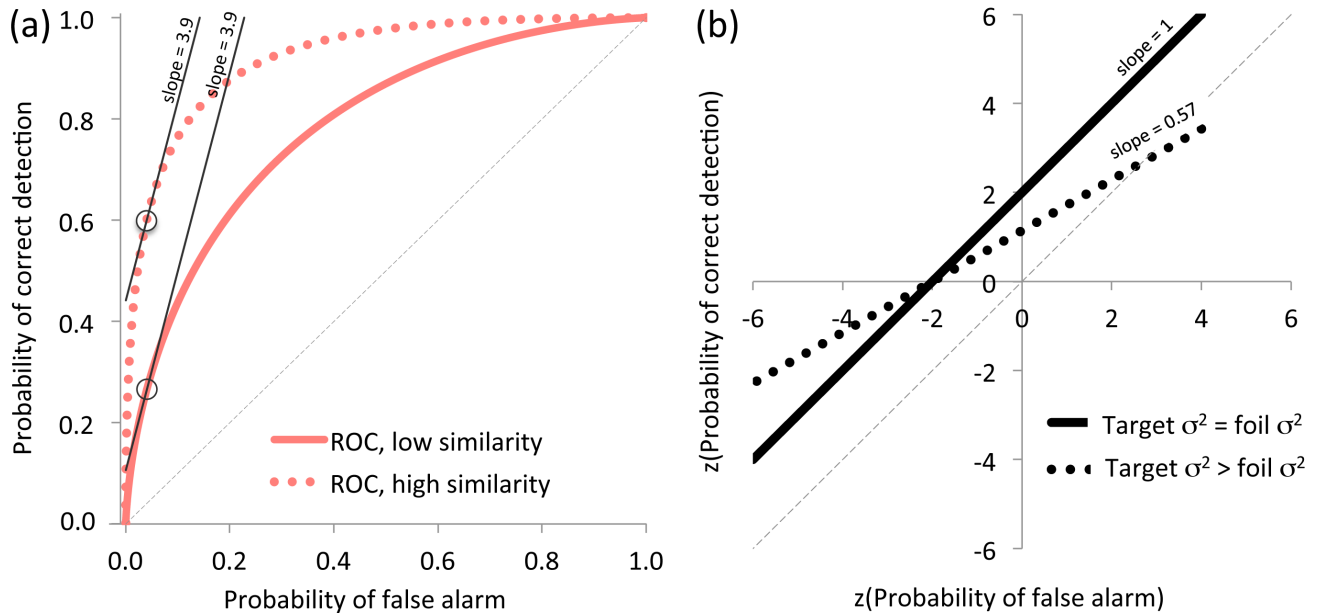 (a)
slope = 3.9
slope = 3.9
1.0
0.8
0.6
0.4
0.2
0.0
Probability of correct detection
ROC, low similarity
ROC, high similarity
0.0 0.2 0.4 0.6 0.8 1.0
Probability of false alarm
(b)
slope = 1
slope = 0.57
6
4
2
0
-2
-4
-6
z(Probability of correct detection)
-6 -4 -2 0 2 4 6
Target σ² = foil σ²
Target σ² > foil σ²
z(Probability of false alarm)